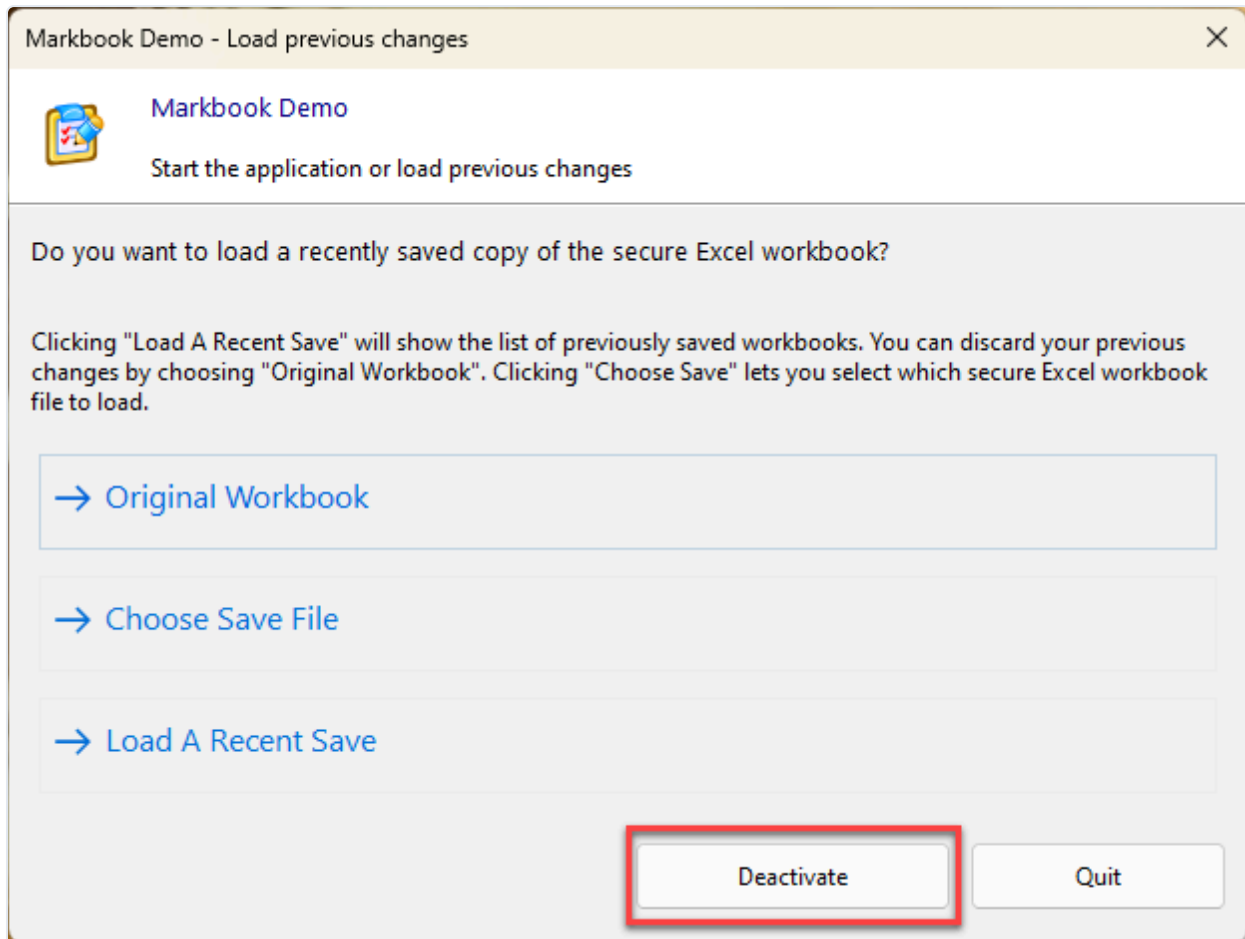 Markbook Demo - Load previous changes
Markbook Demo
Start the application or load previous changes
Do you want to load a recently saved copy of the secure Excel workbook?
Clicking "Load A Recent Save" will show the list of previously saved workbooks. You can discard your previous
changes by choosing "Original Workbook". Clicking "Choose Save" lets you select which secure Excel workbook
file to load.
Original Workbook
Choose Save File
Load A Recent Save
Deactivate
Quit